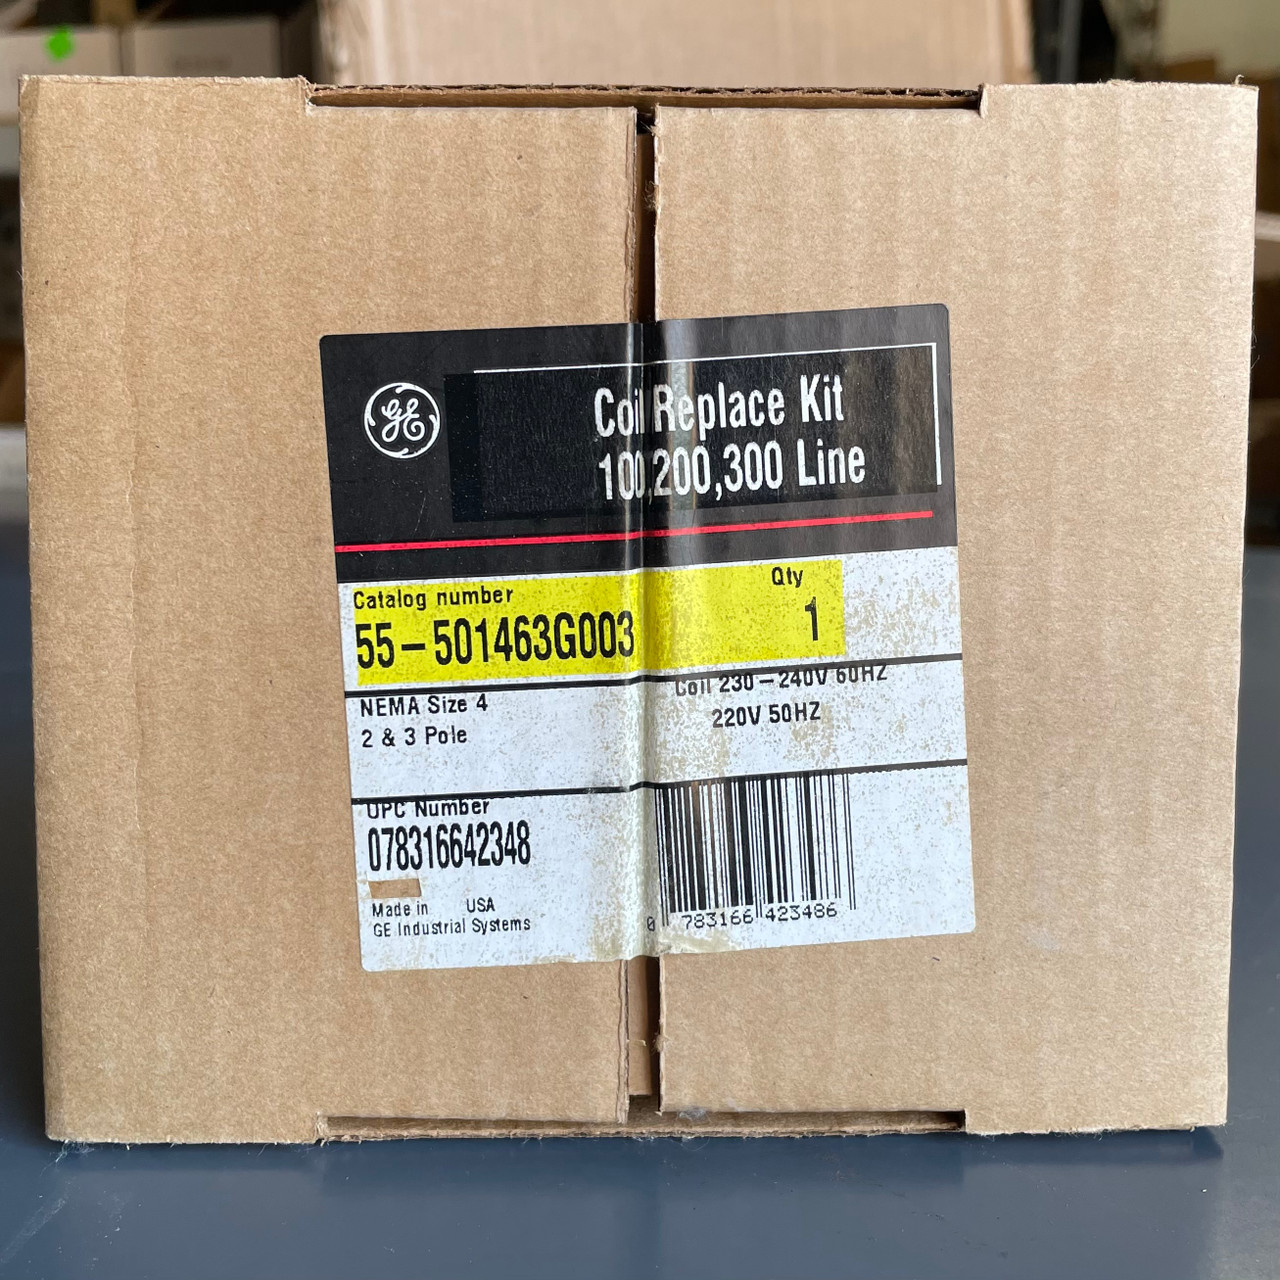 GE
Coil Replace Kit
100,200,300 Line
Catalog number
Qty
55-501463G003
1
NEMA Size 4
2 & 3 Pole
Coil 230-240V 60HZ
220V 50HZ
UPC Number
078316642348
Made in USA
GE Industrial Systems
0 783166 423486